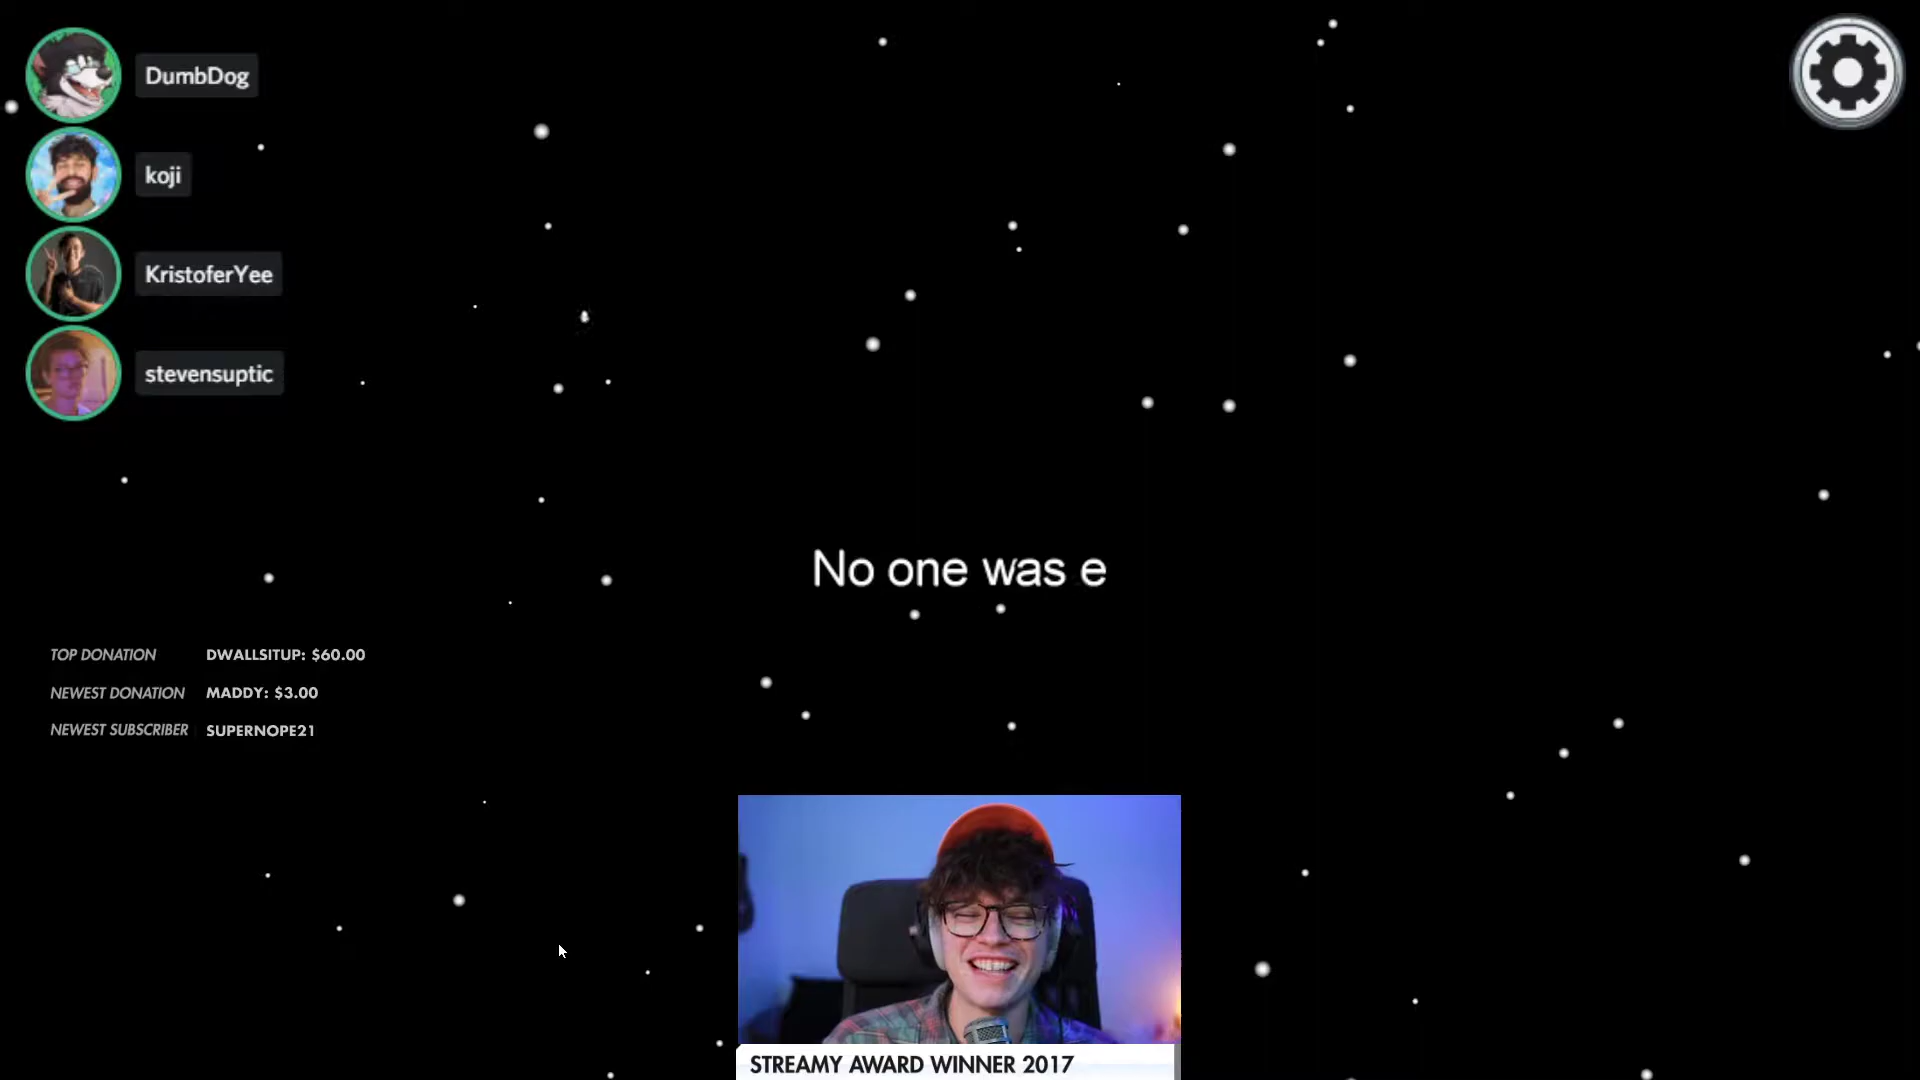 DumbDog
koji
KristoferYee
stevensuptic
No one was e
TOP DONATION DWALLSITUP: $60.00
NEWEST DONATION MADDY: $3.00
NEWEST SUBSCRIBER SUPERNOPE21
STREAMY AWARD WINNER 2017